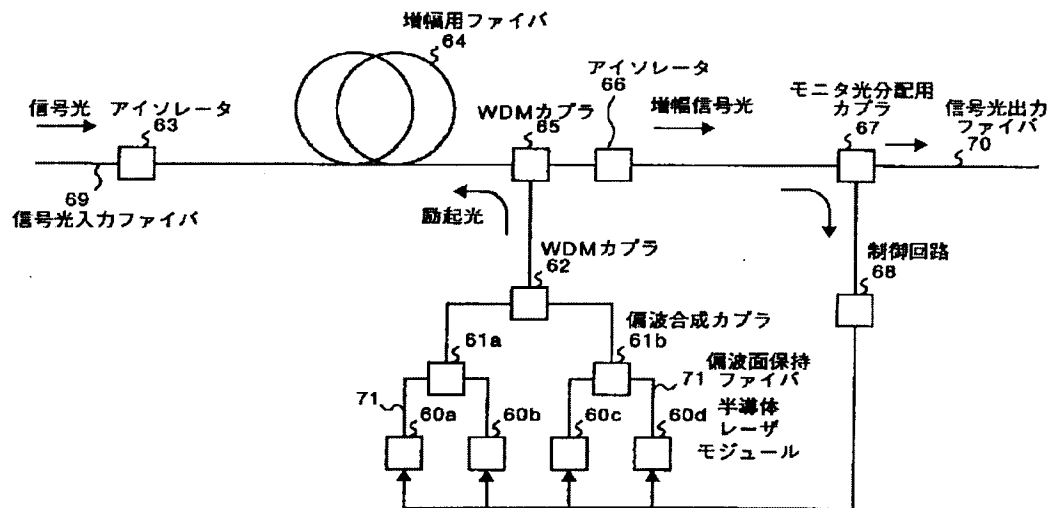 増幅用ファイバ
64
信号光
アイソレータ
63
69
信号光入力ファイバ
WDMカプラ
65
アイソレータ
66
増幅信号光
モニタ光分配用
カプラ
67
信号光出力
ファイバ
70
励起光
WDMカプラ
62
制御回路
68
61a
偏波合成カプラ
61b
偏波面保持
71 ファイバ
71
60a
60b
60c
60d
半導体
レーザ
モジュール